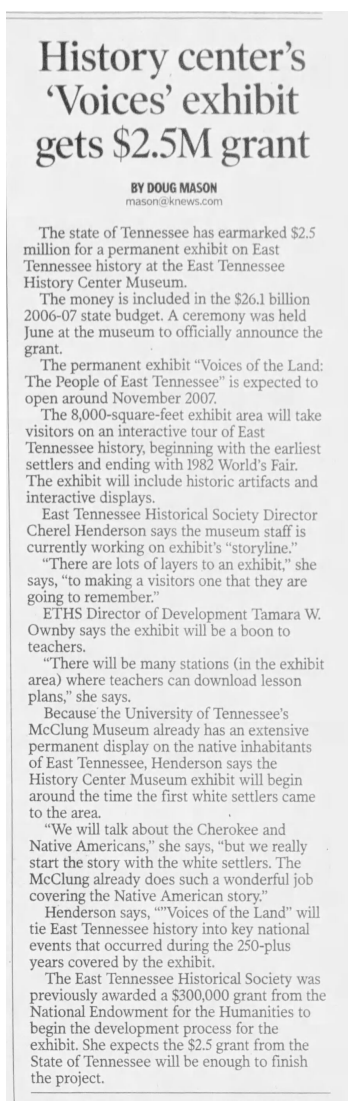 History center's
'Voices' exhibit
gets $2.5M grant
BY DOUG MASON
mason@knews.com
The state of Tennessee has earmarked $2.5
million for a permanent exhibit on East
Tennessee history at the East Tennessee
History Center Museum.
The money is included in the $26.1 billion
2006-07 state budget. A ceremony was held
June at the museum to officially announce the
grant.
The permanent exhibit "Voices of the Land:
The People of East Tennessee" is expected to
open around November 2007.
The 8,000-square-feet exhibit area will take
visitors on an interactive tour of East
Tennessee history, beginning with the earliest
settlers and ending with 1982 World's Fair.
The exhibit will include historic artifacts and
interactive displays.
East Tennessee Historical Society Director
Cherel Henderson says the museum staff is
currently working on exhibit's "storyline."
"There are lots of layers to an exhibit," she
says, "to making a visitors one that they are
going to remember."
ETHS Director of Development Tamara W.
Ownby says the exhibit will be a boon to
teachers.
"There will be many stations (in the exhibit
area) where teachers can download lesson
plans," she says.
Because the University of Tennessee's
McClung Museum already has an extensive
permanent display on the native inhabitants
of East Tennessee, Henderson says the
History Center Museum exhibit will begin
around the time the first white settlers came
to the area.
"We will talk about the Cherokee and
Native Americans," she says, "but we really
start the story with the white settlers. The
McClung already does such a wonderful job
covering the Native American story."
Henderson says, ""Voices of the Land" will
tie East Tennessee history into key national
events that occurred during the 250-plus
years covered by the exhibit.
The East Tennessee Historical Society was
previously awarded a $300,000 grant from the
National Endowment for the Humanities to
begin the development process for the
exhibit. She expects the $2.5 grant from the
State of Tennessee will be enough to finish
the project.